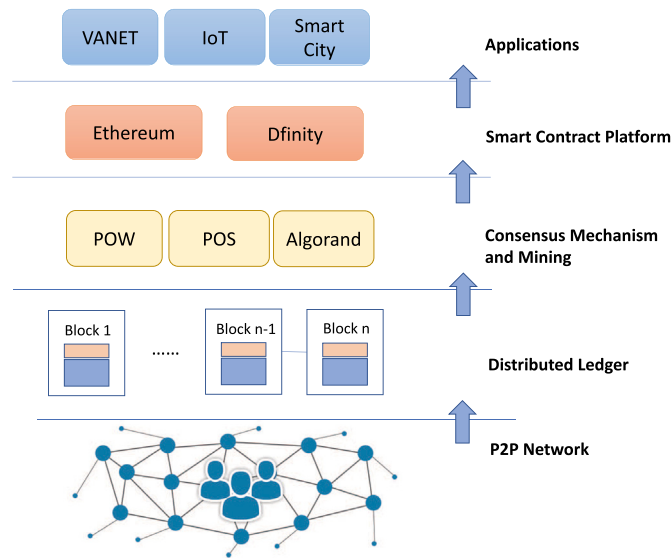 VANET
IoT
Smart
City
Applications
Ethereum
Dfinity
Smart Contract Platform
POW
POS
Algorand
Consensus Mechanism
and Mining
Block 1
......
Block n-1
Block n
Distributed Ledger
P2P Network